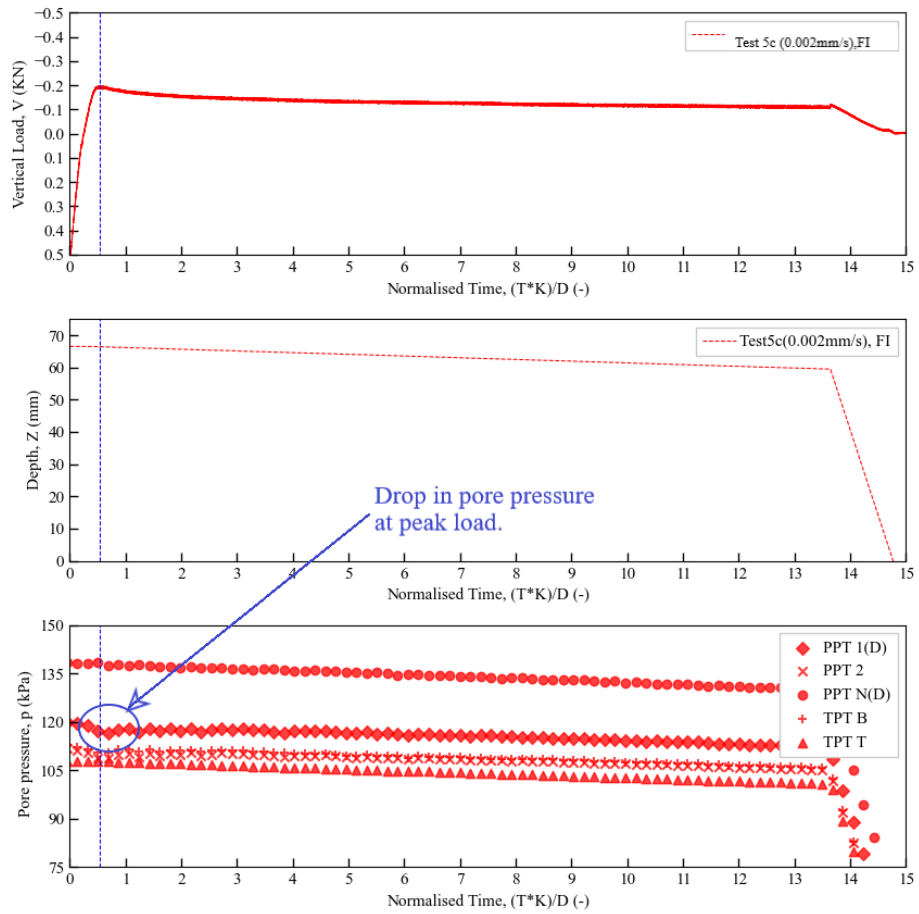 −0.5
−0.4
−0.3
−0.2
−0.1
0.0
0.1
0.2
0.3
0.4
0.5
Vertical Load, V (KN)
Test 5c (0.002mm/s),FI
0 1 2 3 4 5 6 7 8 9 10 11 12 13 14 15
Normalised Time, (T*K)/D (-)
70
60
50
40
30
20
10
0
Depth, Z (mm)
Test5c(0.002mm/s), FI
Drop in pore pressure
at peak load.
0 1 2 3 4 5 6 7 8 9 10 11 12 13 14 15
Normalised Time, (T*K)/D (-)
150
135
120
105
90
75
Pore pressure, p (kPa)
PPT 1(D)
PPT 2
PPT N(D)
TPT B
TPT T
0 1 2 3 4 5 6 7 8 9 10 11 12 13 14 15
Normalised Time, (T*K)/D (-)